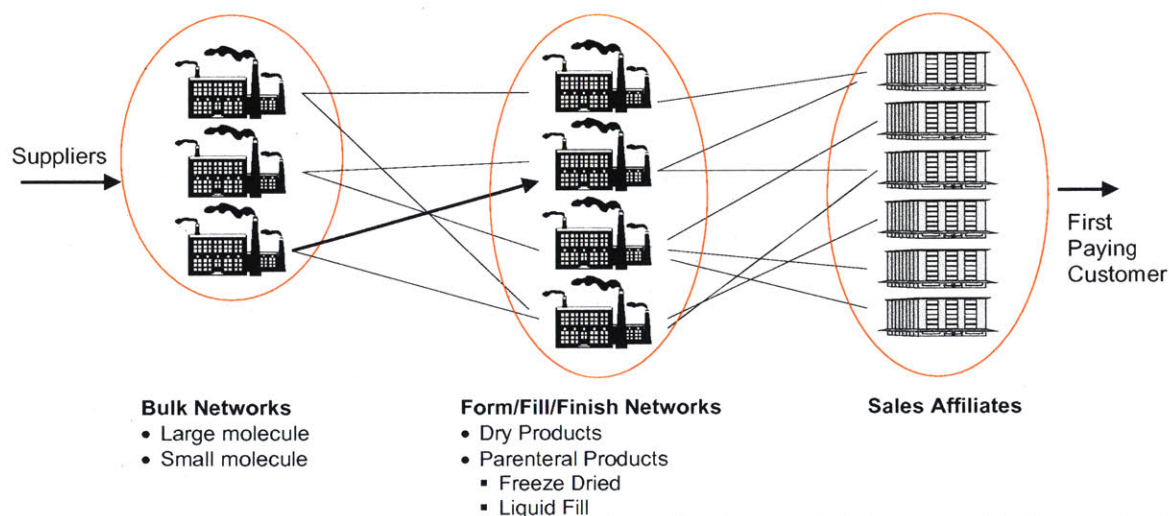 Suppliers
First
Paying
Customer
Bulk Networks
• Large molecule
• Small molecule
Form/Fill/Finish Networks
• Dry Products
• Parenteral Products
▪ Freeze Dried
▪ Liquid Fill
Sales Affiliates